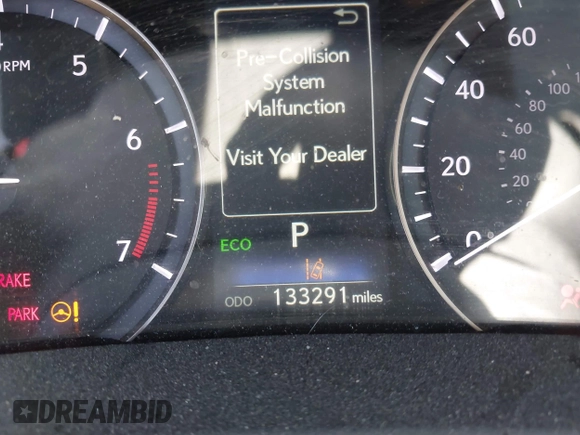 Pre-Collision
System
Malfunction
Visit Your Dealer
RPM
5
6
7
60
40
20
0
100
80
60
40
20
ECO
P
RAKE
PARK
ODO 133291 miles
DREAMBID